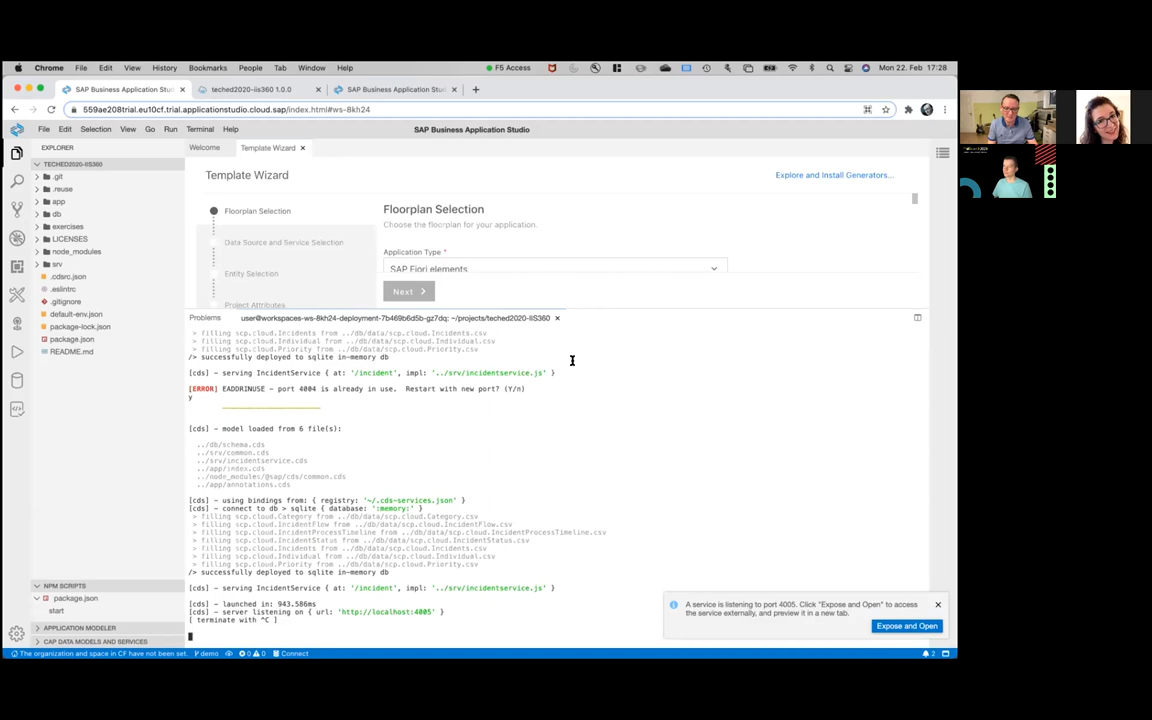 Chrome File Edit View History Bookmarks People Tab Window Help
F5 Access
Mon 22. Feb 17:28
SAP Business Application Stud
teched2020-iis360 1.0.0
SAP Business Application Stud
559ae208trial.eu10cf.trial.applicationstudio.cloud.sap/index.html#ws-8kh24
File Edit Selection View Go Run Terminal Help
SAP Business Application Studio
EXPLORER
TECHED2020-IIS360
.git
.reuse
app
db
exercises
LICENSES
node_modules
srv
.cdsrc.json
.eslintrc
.gitignore
default-env.json
package-lock.json
package.json
README.md
NPM SCRIPTS
package.json
start
APPLICATION MODELER
CAP DATA MODELS AND SERVICES
Welcome
Template Wizard
Template Wizard
Explore and Install Generators...
Floorplan Selection
Data Source and Service Selection
Entity Selection
Project Attributes
Floorplan Selection
Choose the floorplan for your application.
Application Type *
SAP Fiori elements
Next
Problems
user@workspaces-ws-8kh24-deployment-7b469b6d5b-gz7dq: ~/projects/teched2020-IIS360
> filling scp.cloud.Incidents from ../db/data/scp.cloud.Incidents.csv
> filling scp.cloud.Individual from ../db/data/scp.cloud.Individual.csv
> filling scp.cloud.Priority from ../db/data/scp.cloud.Priority.csv
/> successfully deployed to sqlite in-memory db
[cds] - serving IncidentService { at: '/incident', impl: '../srv/incidentservice.js' }
[ERROR] EADDRINUSE - port 4004 is already in use. Restart with new port? (Y/n)
y
[cds] - model loaded from 6 file(s):
../db/schema.cds
../srv/common.cds
../srv/incidentservice.cds
../app/index.cds
../node_modules/@sap/cds/common.cds
../app/annotations.cds
[cds] - using bindings from: { registry: '~/.cds-services.json' }
[cds] - connect to db > sqlite { database: ':memory:' }
> filling scp.cloud.Category from ../db/data/scp.cloud.Category.csv
> filling scp.cloud.IncidentFlow from ../db/data/scp.cloud.IncidentFlow.csv
> filling scp.cloud.IncidentProcessTimeline from ../db/data/scp.cloud.IncidentProcessTimeline.csv
> filling scp.cloud.IncidentStatus from ../db/data/scp.cloud.IncidentStatus.csv
> filling scp.cloud.Incidents from ../db/data/scp.cloud.Incidents.csv
> filling scp.cloud.Individual from ../db/data/scp.cloud.Individual.csv
> filling scp.cloud.Priority from ../db/data/scp.cloud.Priority.csv
/> successfully deployed to sqlite in-memory db
[cds] - serving IncidentService { at: '/incident', impl: '../srv/incidentservice.js' }
[cds] - launched in: 943.586ms
[cds] - server listening on { url: 'http://localhost:4005' }
[ terminate with ^C ]
A service is listening to port 4005. Click "Expose and Open" to access
the service externally, and preview it in a new tab.
Expose and Open
The organization and space in CF have not been set.
demo
0 0
Connect
2